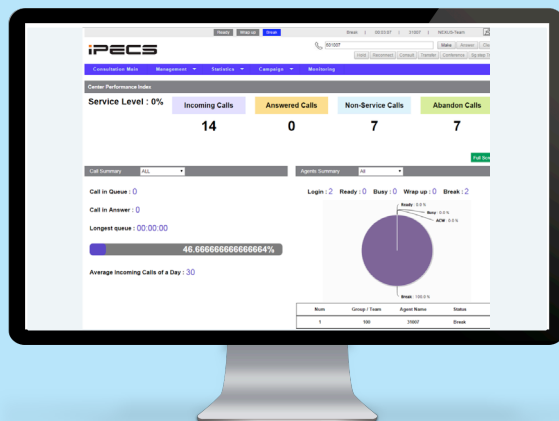 Ready Wrap up Break Break | 00:03:57 | 31007 | NEXUS-Team
iPECS
601007 Make Answer
Hold Reconnect Consult Transfer Conference
Consultation Main Management Statistics Campaign Monitoring
Center Performance Index
Service Level : 0% Incoming Calls Answered Calls Non-Service Calls Abandon Calls
14 0 7 7
Call Summary ALL Agents Summary All
Call in Queue : 0 Login : 2 Ready : 0 Busy : 0 Wrap up : 0 Break : 2
Ready : 0.0 %
Busy : 0.0 %
ACW : 0.0 %
Call in Answer : 0
Longest queue : 00:00:00
46.666666666666664%
Average Incoming Calls of a Day : 30
Break : 100.0 %
Num Group / Team Agent Name Status
1 100 31007 Break